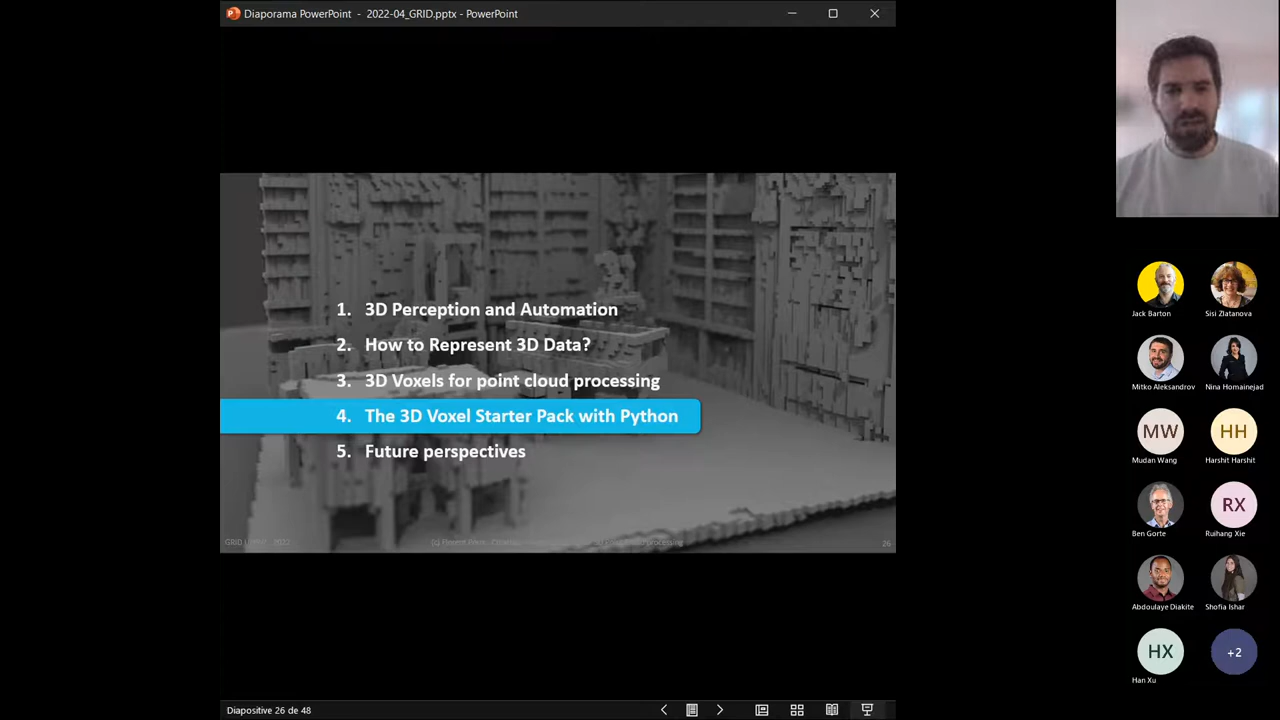 Diaporama PowerPoint - 2022-04_GRID.pptx - PowerPoint
1. 3D Perception and Automation
2. How to Represent 3D Data?
3. 3D Voxels for point cloud processing
4. The 3D Voxel Starter Pack with Python
5. Future perspectives
26
Diapositive 26 de 48
Jack Barton
Sisi Zlatanova
Mitko Aleksandrov
Nina Homainejad
MW
HH
Mudan Wang
Harshit Harshit
RX
Ben Gorte
Ruihang Xie
Abdoulaye Diakite
Shofia Ishar
HX
+2
Han Xu